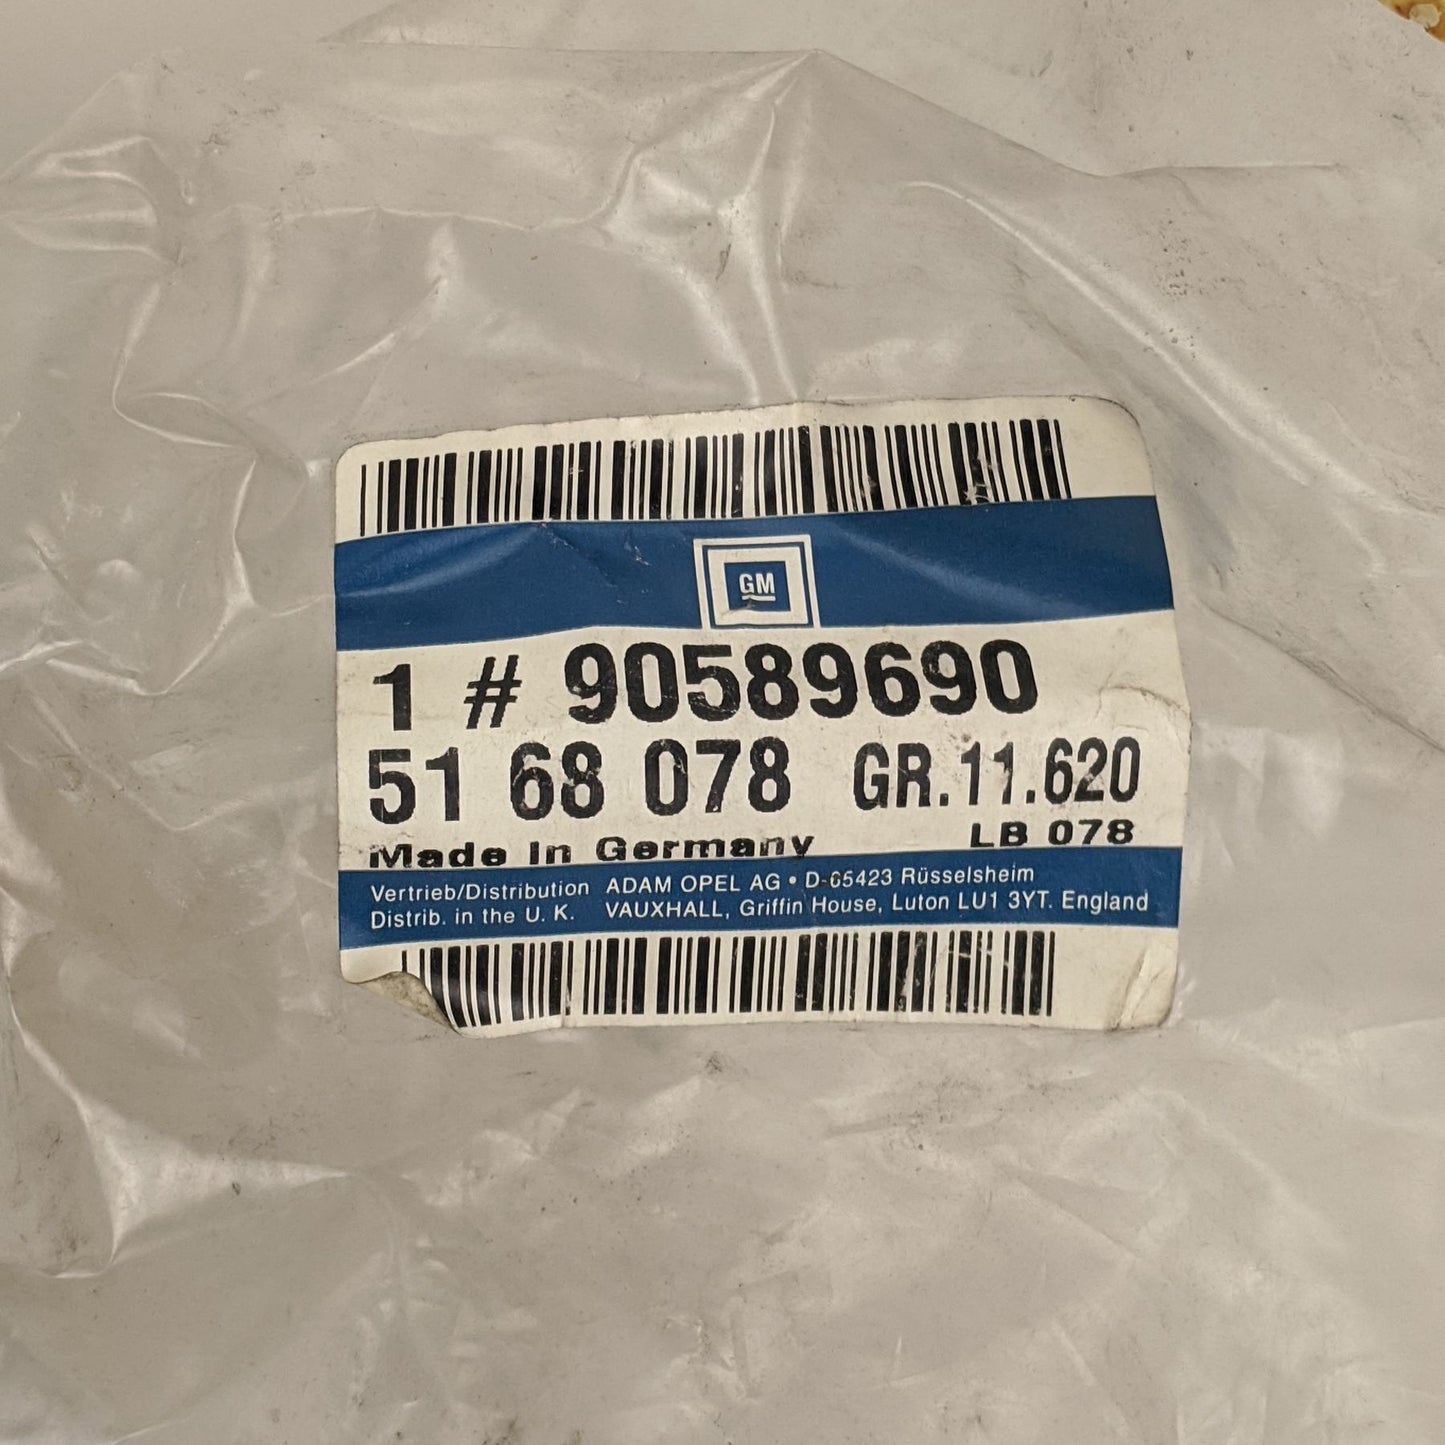 GM
1 # 90589690
51 68 078 GR.11.620
Made in Germany LB 078
Vertrieb/Distribution ADAM OPEL AG • D-65423 Rüsselsheim
Distrib. in the U. K. VAUXHALL, Griffin House, Luton LU1 3YT. England